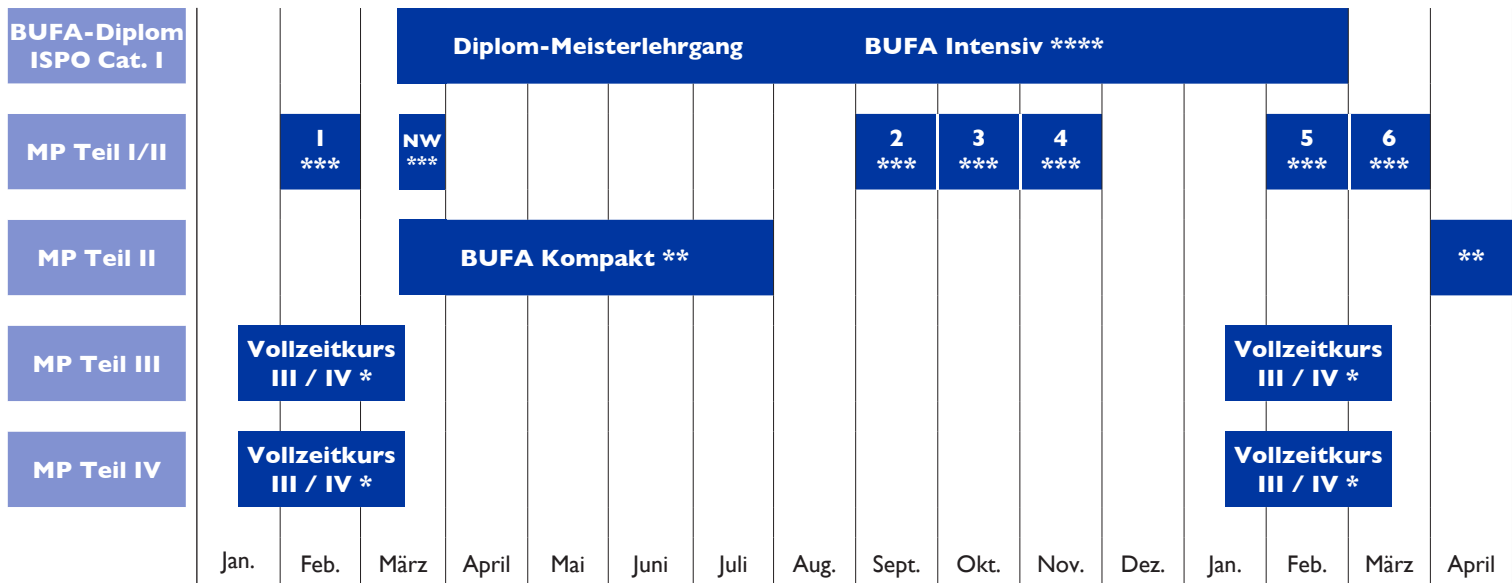 BUFA-Diplom
ISPO Cat. I
Diplom-Meisterlehrgang BUFA Intensiv ****
MP Teil I/II
1 NW 2 3 4 5 6
*** *** *** *** *** *** ***
MP Teil II
BUFA Kompakt **
**
MP Teil III
Vollzeitkurs Vollzeitkurs
III / IV * III / IV *
MP Teil IV
Vollzeitkurs Vollzeitkurs
III / IV * III / IV *
Jan. Feb. März April Mai Juni Juli Aug. Sept. Okt. Nov. Dez. Jan. Feb. März April